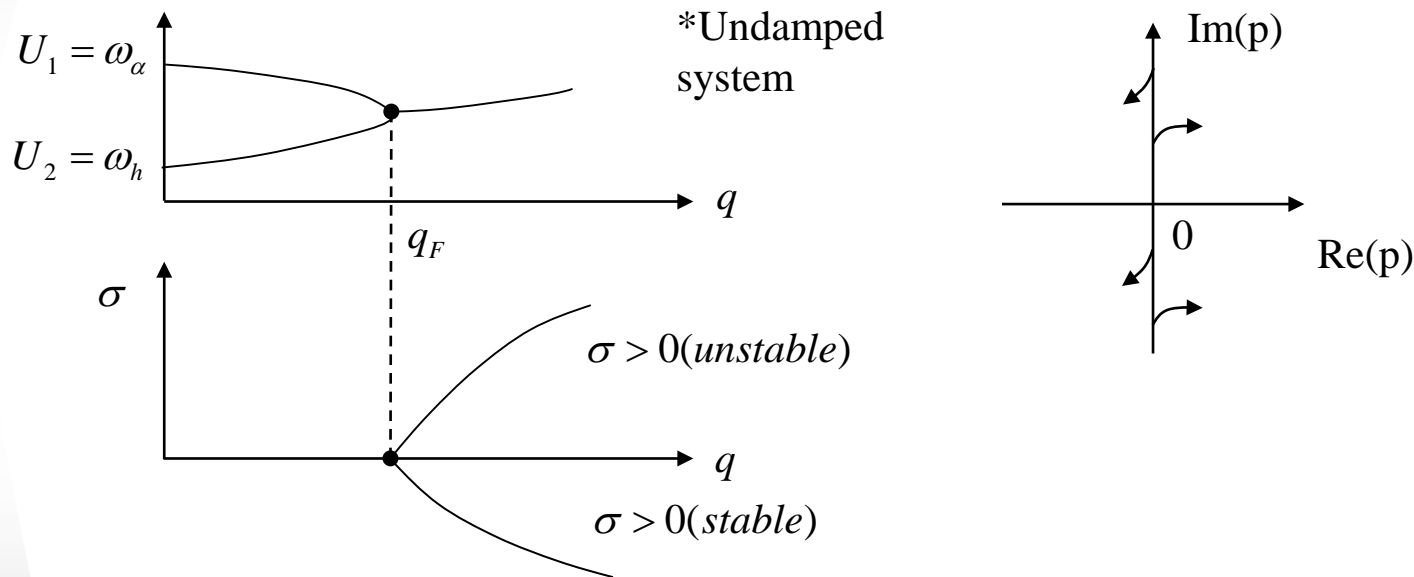 *Undamped
system
U₁ = ω_α
U₂ = ω_h
q
q_F
σ
σ > 0(unstable)
q
σ > 0(stable)
Im(p)
0
Re(p)